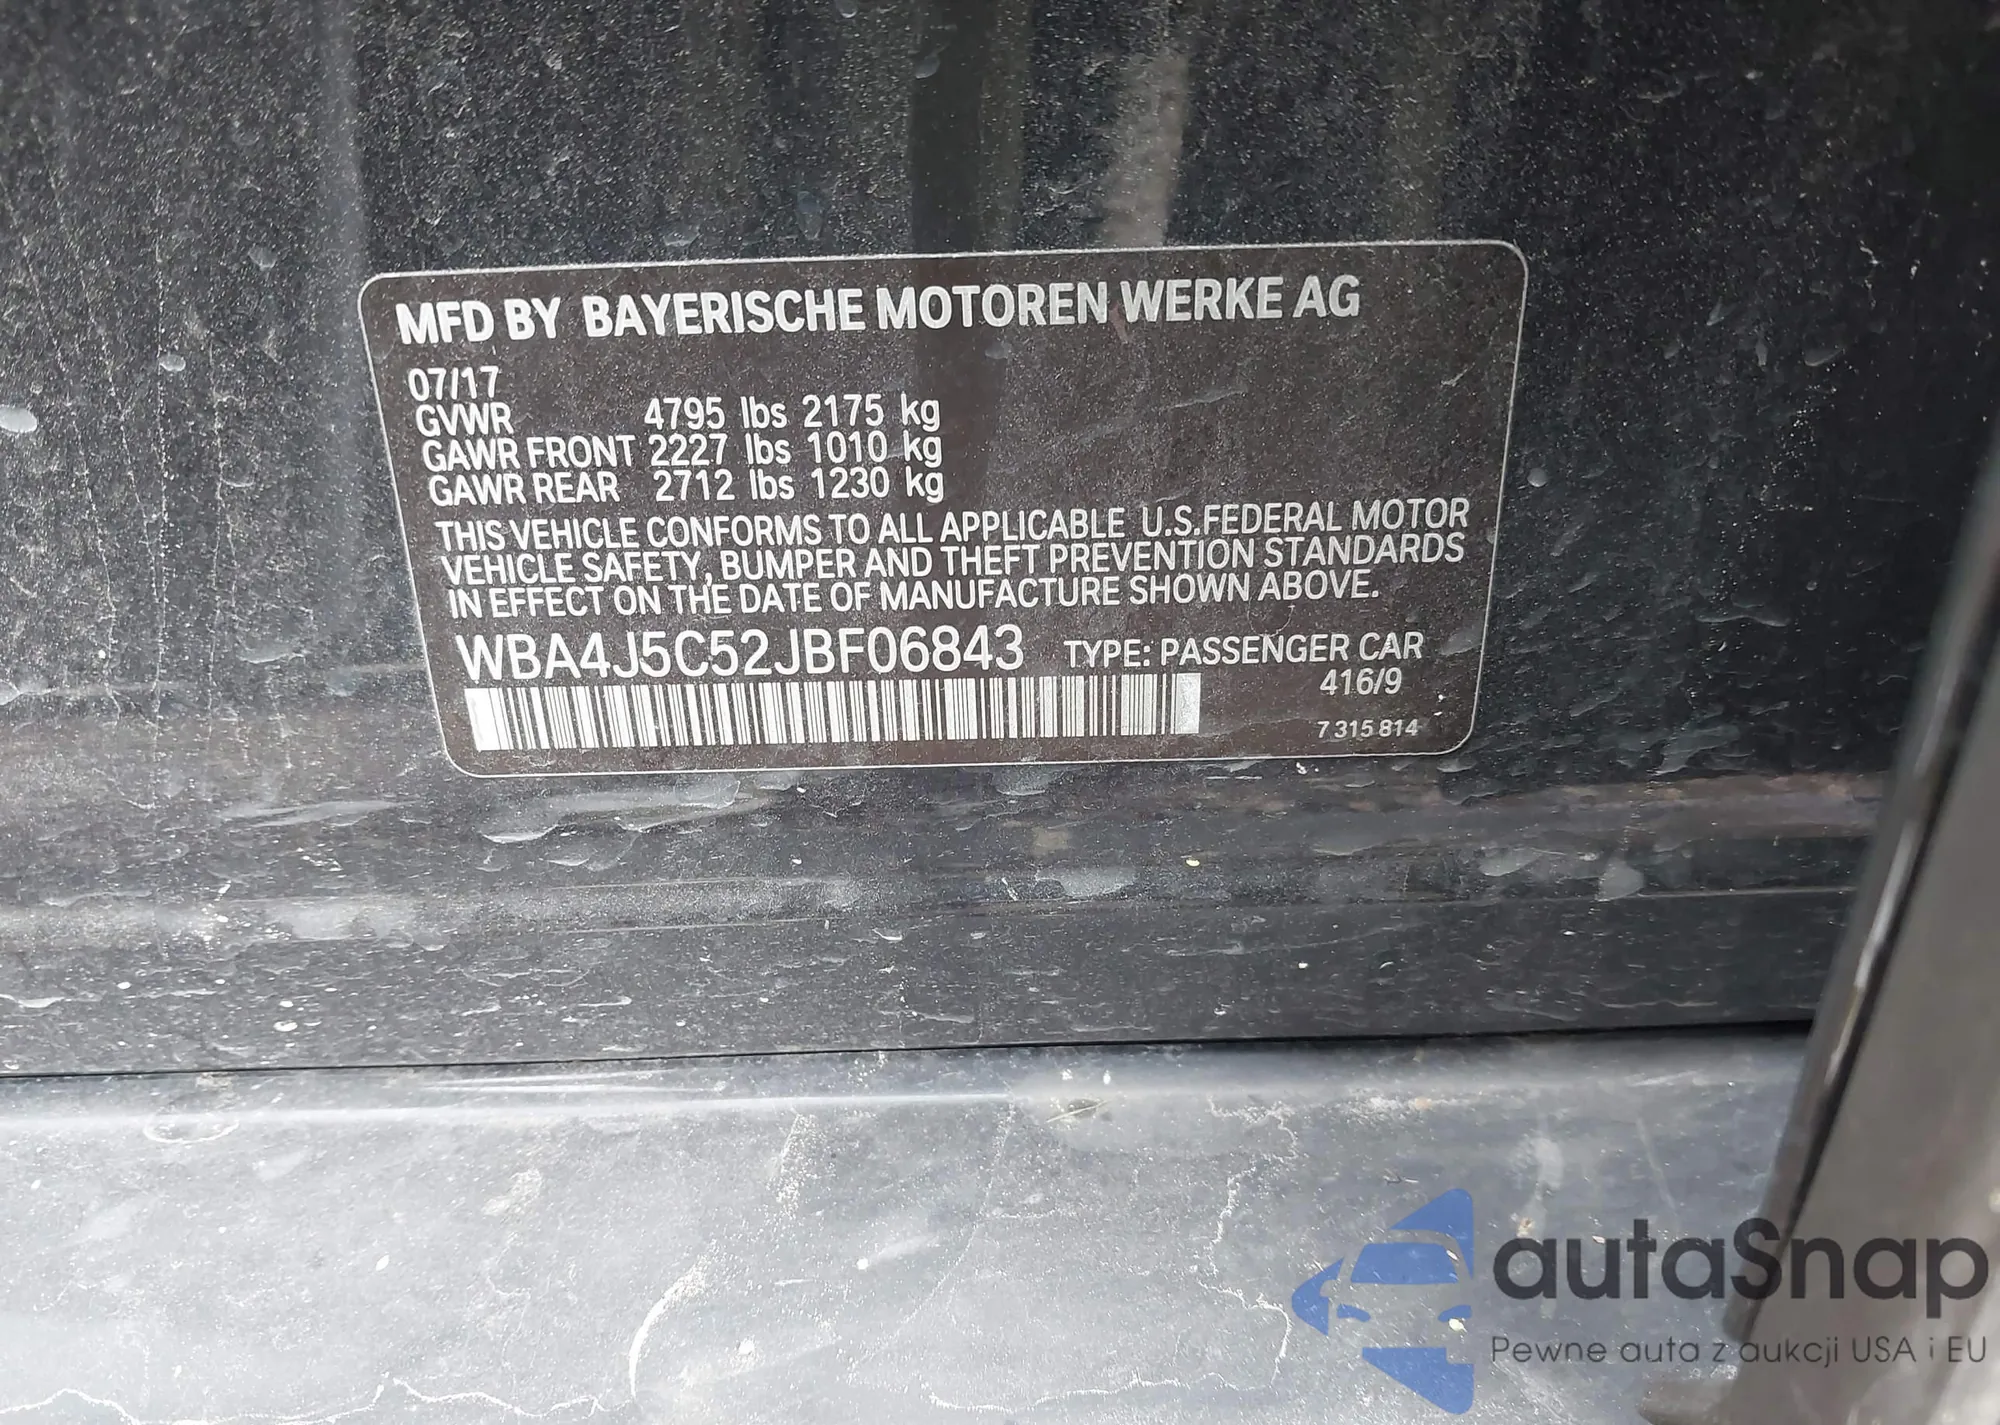 MFD BY BAYERISCHE MOTOREN WERKE AG
07/17
GVWR 4795 lbs 2175 kg
GAWR FRONT 2227 lbs 1010 kg
GAWR REAR 2712 lbs 1230 kg
THIS VEHICLE CONFORMS TO ALL APPLICABLE U.S.FEDERAL MOTOR
VEHICLE SAFETY, BUMPER AND THEFT PREVENTION STANDARDS
IN EFFECT ON THE DATE OF MANUFACTURE SHOWN ABOVE.
WBA4J5C52JBF06843 TYPE: PASSENGER CAR
416/9
7 315 814
autaSnap
Pewne auta z aukcji USA i EU